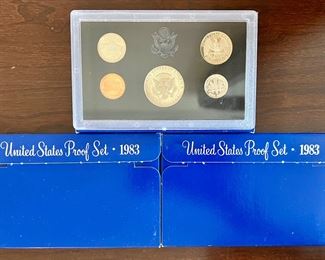 United States Proof Set • 1983
United States Proof Set • 1983